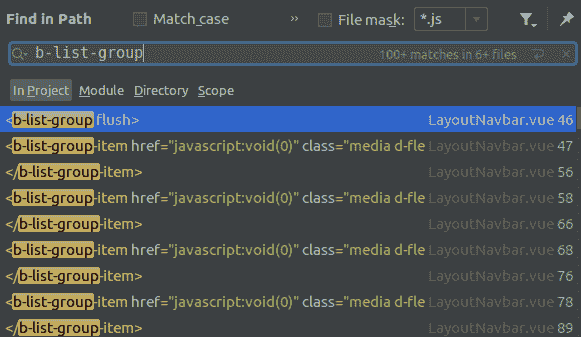 Find in Path Match case » File mask: *.js
b-list-group 100+ matches in 6+ files
In Project Module Directory Scope
<b-list-group flush> LayoutNavbar.vue 46
<b-list-group-item href="javascript:void(0)" class="media d-fle LayoutNavbar.vue 47
</b-list-group-item> LayoutNavbar.vue 56
<b-list-group-item href="javascript:void(0)" class="media d-fle LayoutNavbar.vue 58
</b-list-group-item> LayoutNavbar.vue 66
<b-list-group-item href="javascript:void(0)" class="media d-fle LayoutNavbar.vue 68
</b-list-group-item> LayoutNavbar.vue 76
<b-list-group-item href="javascript:void(0)" class="media d-fle LayoutNavbar.vue 78
</b-list-group-item> LayoutNavbar.vue 89